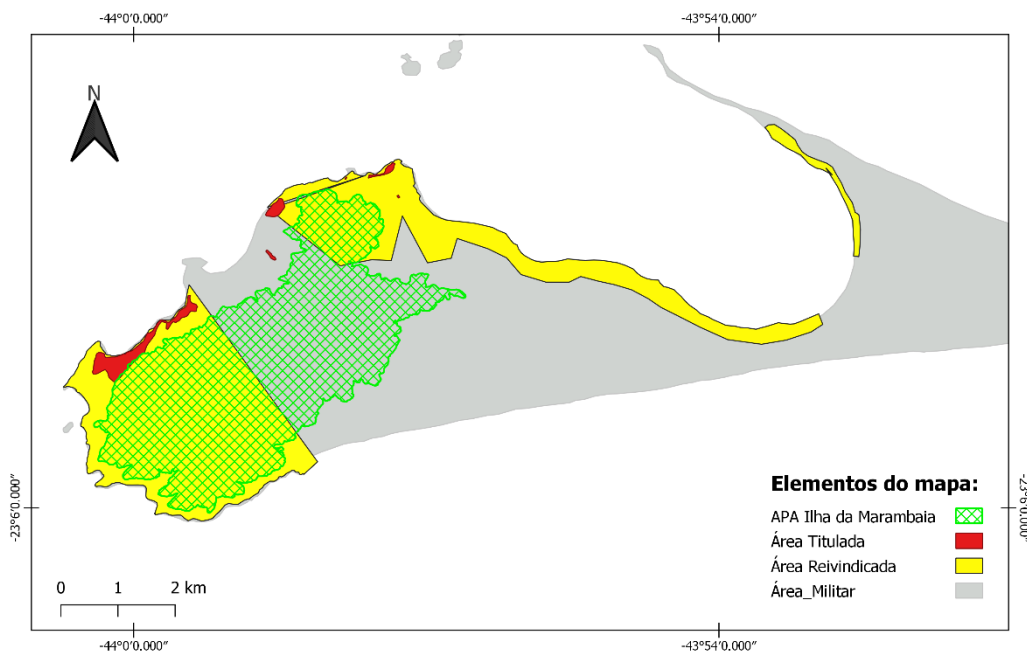 -44°0′0.000″
-43°54′0.000″
N
-23°6′0.000″
-23°6′0.000″
Elementos do mapa:
APA Ilha da Marambaia
Área Titulada
Área Reivindicada
Área_Militar
0 1 2 km
-44°0′0.000″
-43°54′0.000″